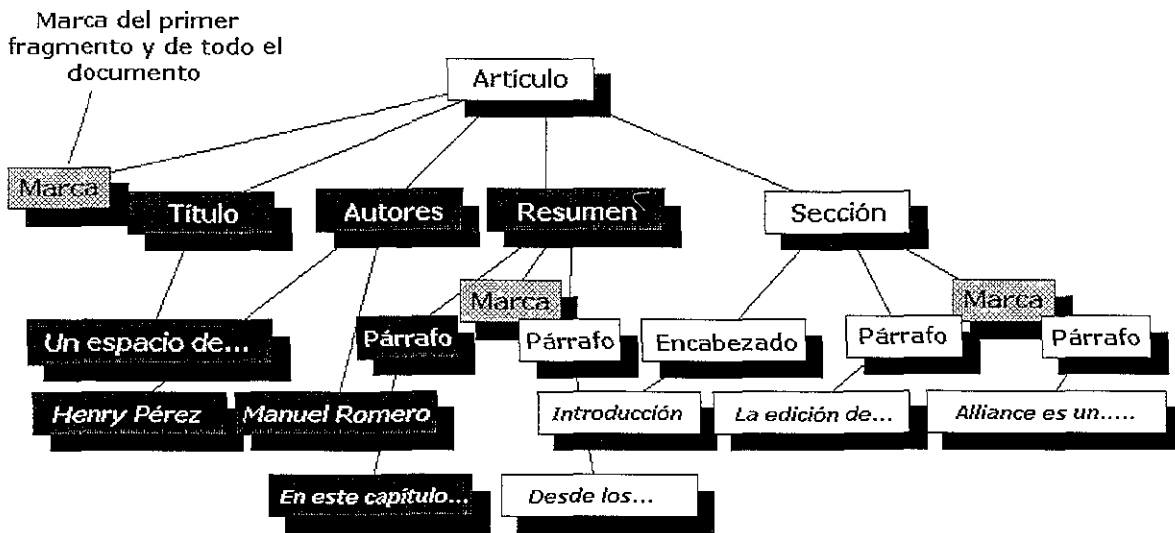 Marca del primer
fragmento y de todo el
documento
Artículo
Marca
Título
Autores
Resumen
Sección
Marca
Marca
Un espacio de...
Párrafo
Párrafo
Encabezado
Párrafo
Párrafo
Henry Pérez
Manuel Romero
Introducción
La edición de...
Alliance es un.....
En este capítulo...
Desde los...